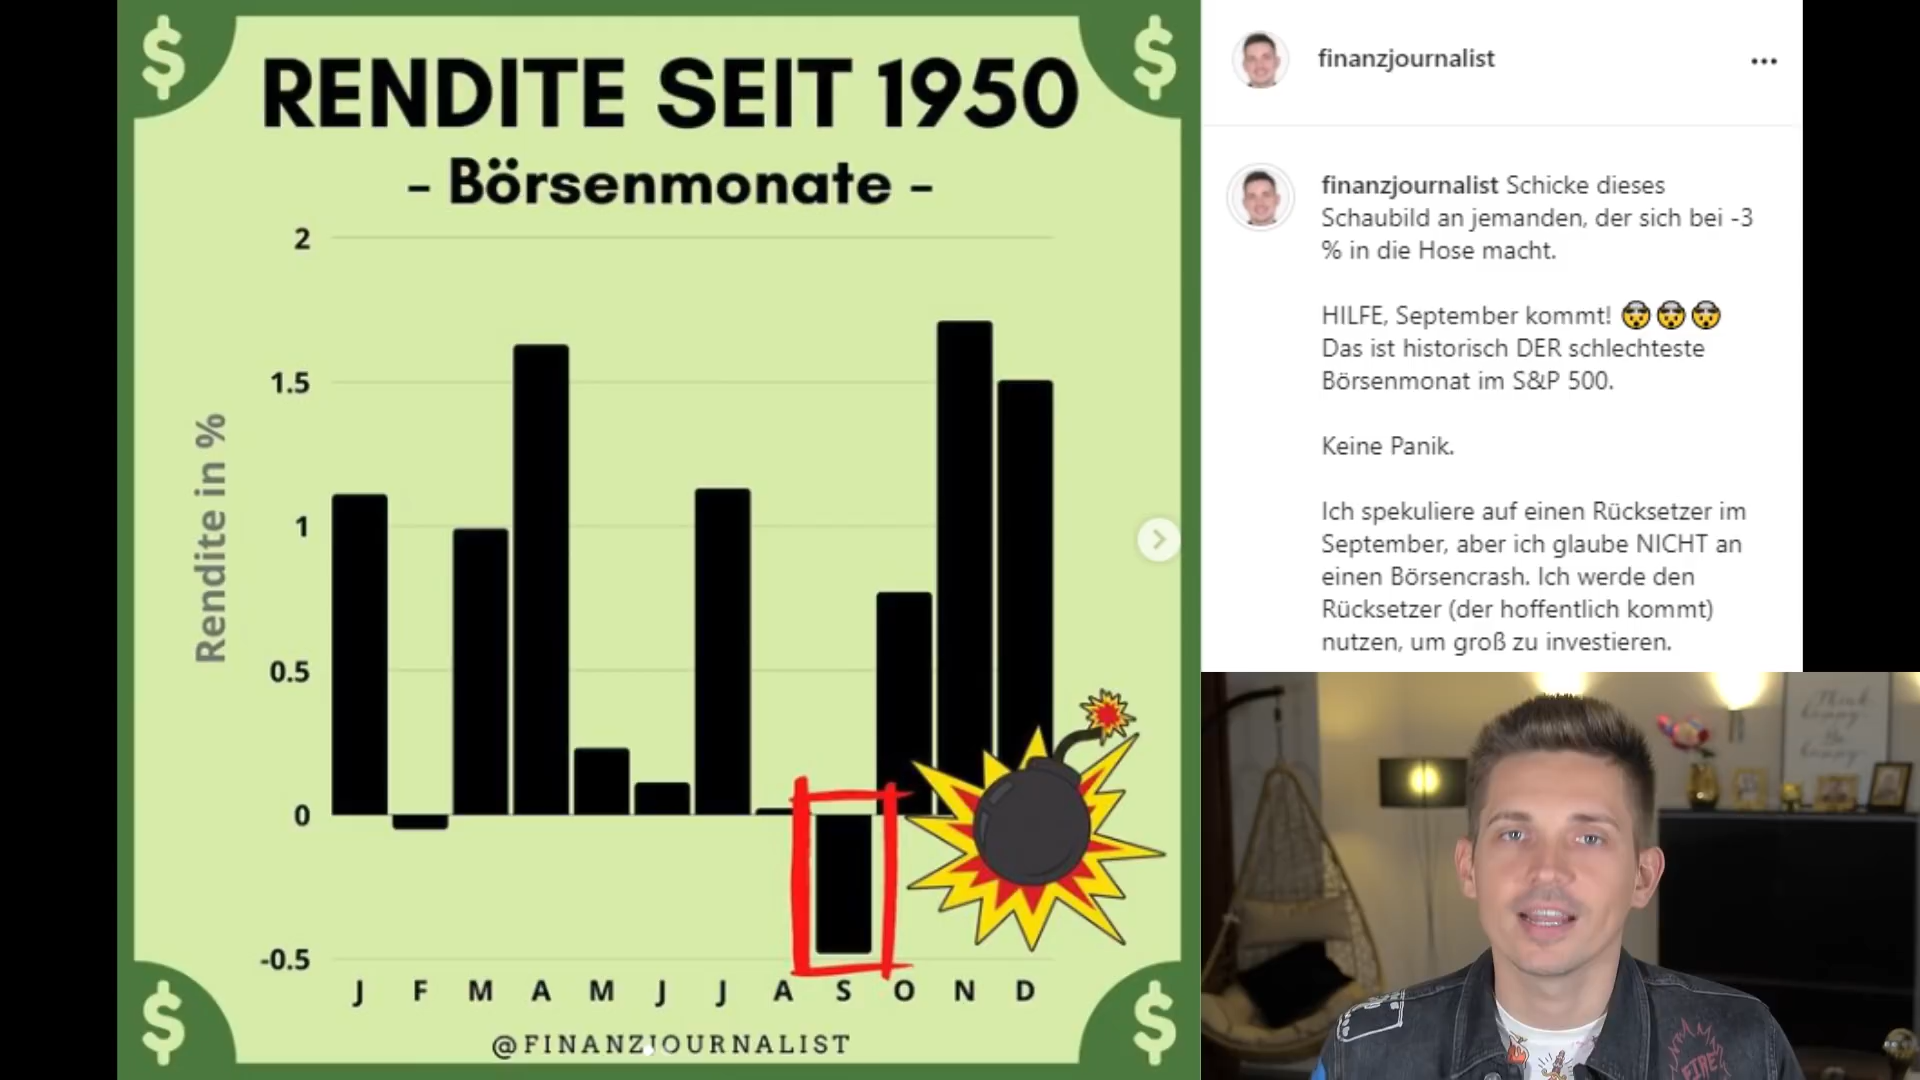 $ $
RENDITE SEIT 1950
- Börsenmonate -
Rendite in %
2
1.5
1
0.5
0
-0.5
J F M A M J J A S O N D
@FINANZJOURNALIST
$ $
finanzjournalist
finanzjournalist Schicke dieses
Schaubild an jemanden, der sich bei -3
% in die Hose macht.
HILFE, September kommt! 🤯🤯🤯
Das ist historisch DER schlechteste
Börsenmonat im S&P 500.
Keine Panik.
Ich spekuliere auf einen Rücksetzer im
September, aber ich glaube NICHT an
einen Börsencrash. Ich werde den
Rücksetzer (der hoffentlich kommt)
nutzen, um groß zu investieren.
Think
FIRE